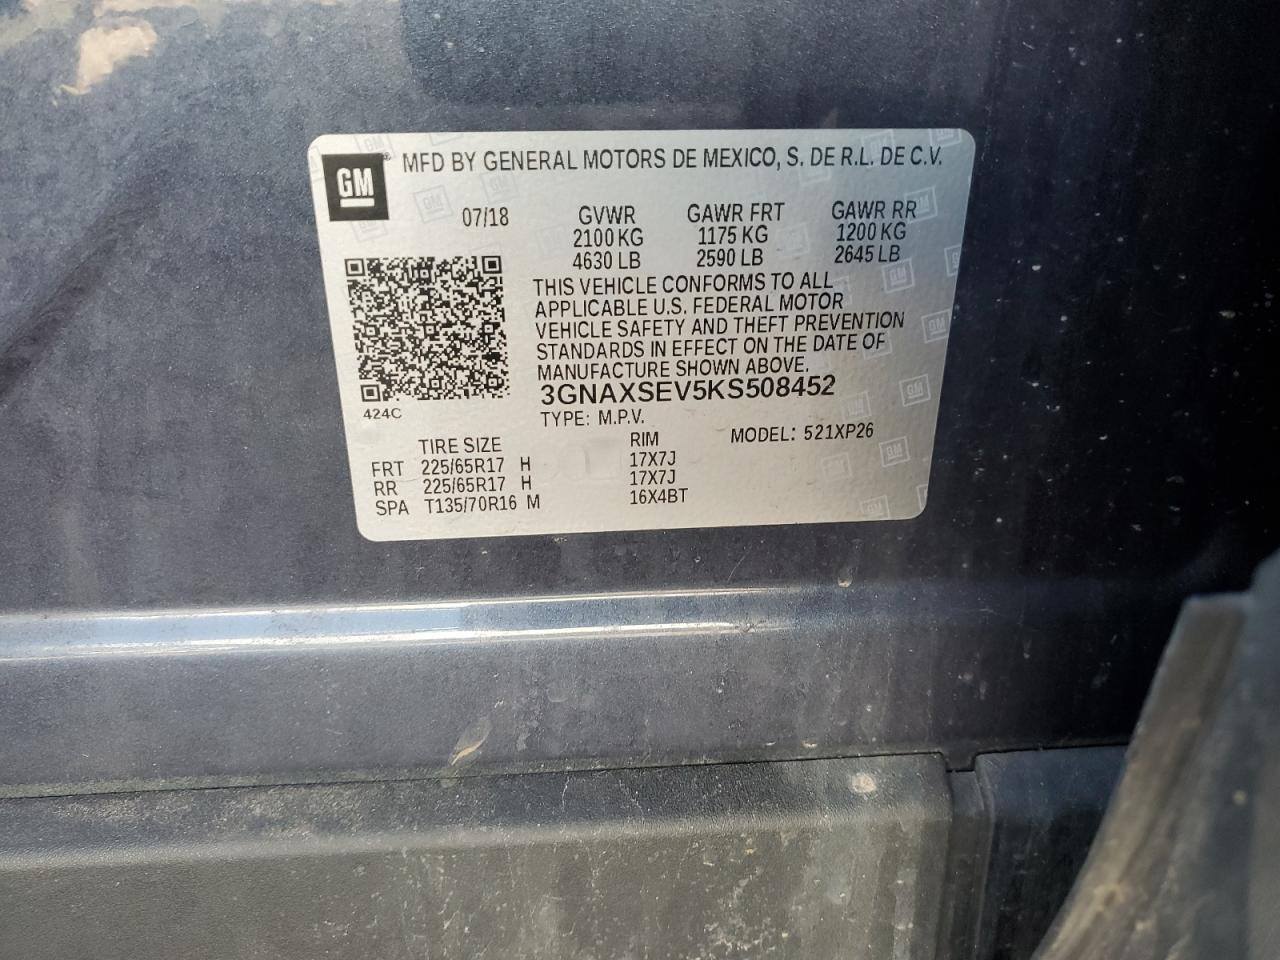 GM ® MFD BY GENERAL MOTORS DE MEXICO, S. DE R.L. DE C.V.
07/18 GVWR GAWR FRT GAWR RR
2100 KG 1175 KG 1200 KG
4630 LB 2590 LB 2645 LB
THIS VEHICLE CONFORMS TO ALL
APPLICABLE U.S. FEDERAL MOTOR
VEHICLE SAFETY AND THEFT PREVENTION
STANDARDS IN EFFECT ON THE DATE OF
MANUFACTURE SHOWN ABOVE.
3GNAXSEV5KS508452
424C
TYPE: M.P.V.
TIRE SIZE RIM MODEL: 521XP26
FRT 225/65R17 H 17X7J
RR 225/65R17 H 17X7J
SPA T135/70R16 M 16X4BT